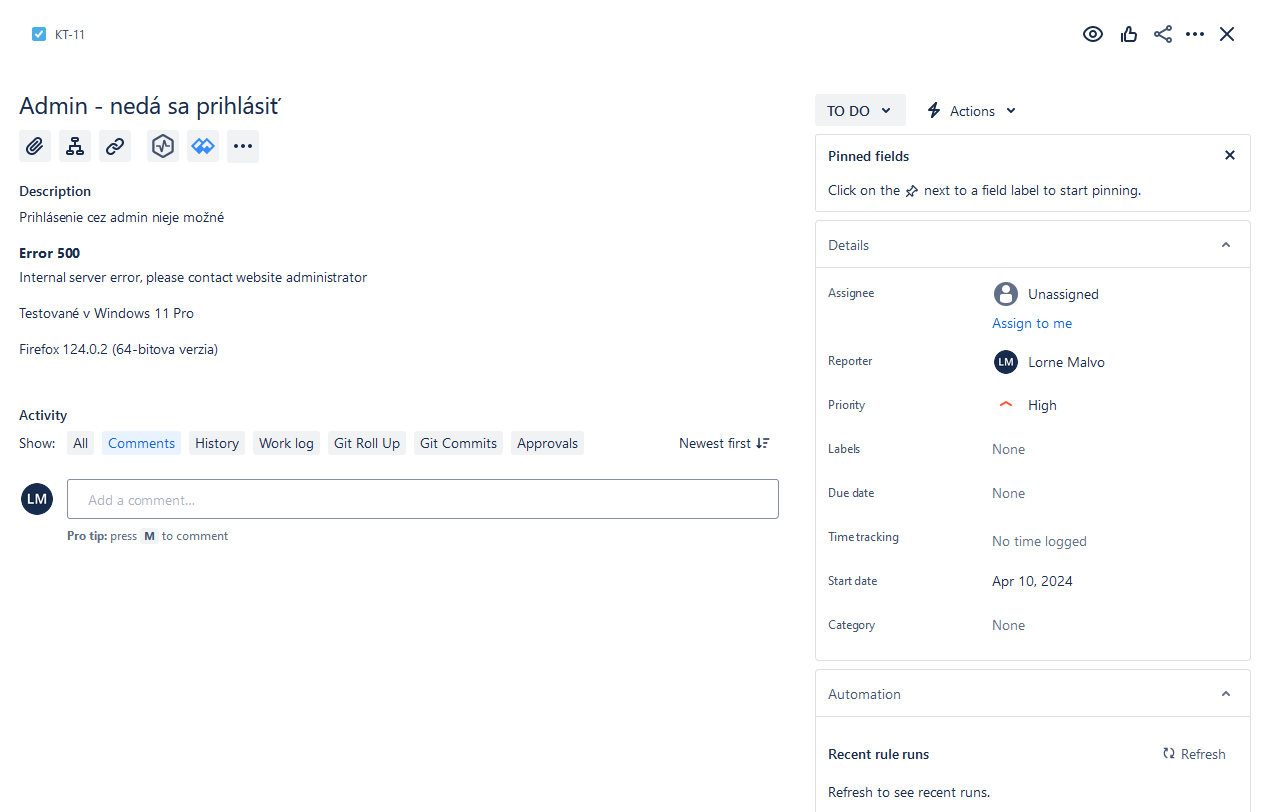 KT-11
Admin - nedá sa prihlásiť
Description
Prihlásenie cez admin nieje možné
Error 500
Internal server error, please contact website administrator
Testované v Windows 11 Pro
Firefox 124.0.2 (64-bitova verzia)
Activity
Show: All Comments History Work log Git Roll Up Git Commits Approvals Newest first
LM Add a comment...
Pro tip: press M to comment
TO DO Actions
Pinned fields
Click on the next to a field label to start pinning.
Details
Assignee Unassigned
Assign to me
Reporter LM Lorne Malvo
Priority High
Labels None
Due date None
Time tracking No time logged
Start date Apr 10, 2024
Category None
Automation
Recent rule runs Refresh
Refresh to see recent runs.